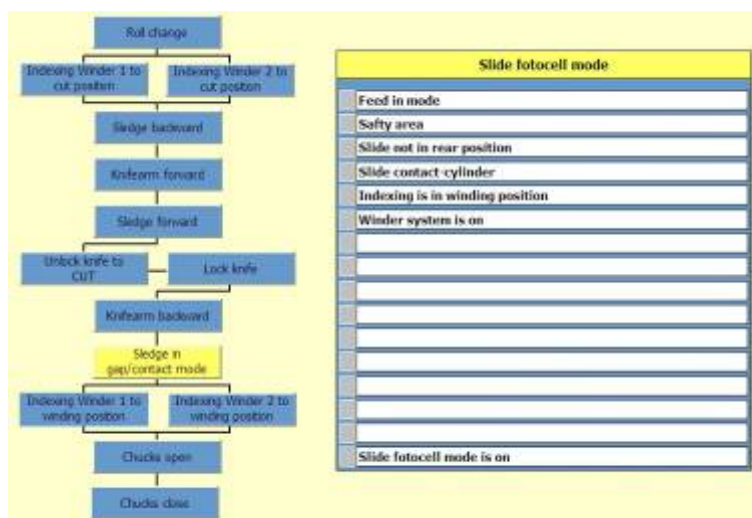 Roll change
Indexing Winder 1 to
cut position
Indexing Winder 2 to
cut position
Sledge backward
Knifearm forward
Sledge forward
Unlock knife to
CUT
Lock knife
Knifearm backward
Sledge in
gap/contact mode
Indexing Winder 1 to
winding position
Indexing Winder 2 to
winding position
Chucks open
Chucks close
Slide fotocell mode
Feed in mode
Safty area
Slide not in rear position
Slide contact-cylinder
Indexing is in winding position
Winder system is on
Slide fotocell mode is on